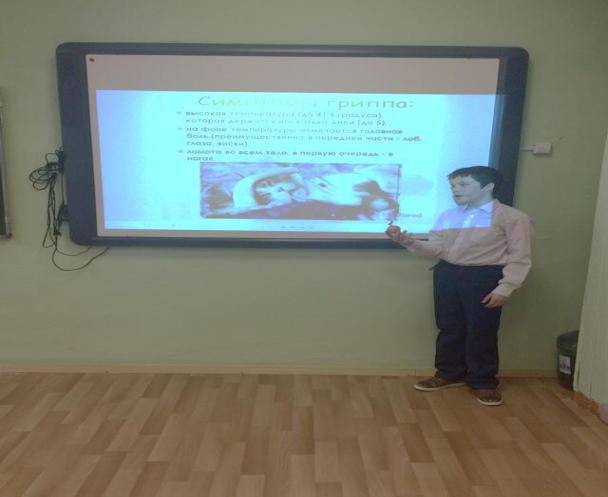 Симптомы гриппа:
высокая температура (до 41,5 градуса),
которая держится несколько дней (до 5),
на фоне температуры отмечается головная
боль (преимущественно в передней части - лоб,
глаза, виски)
ломота во всем теле, в первую очередь - в
ногах